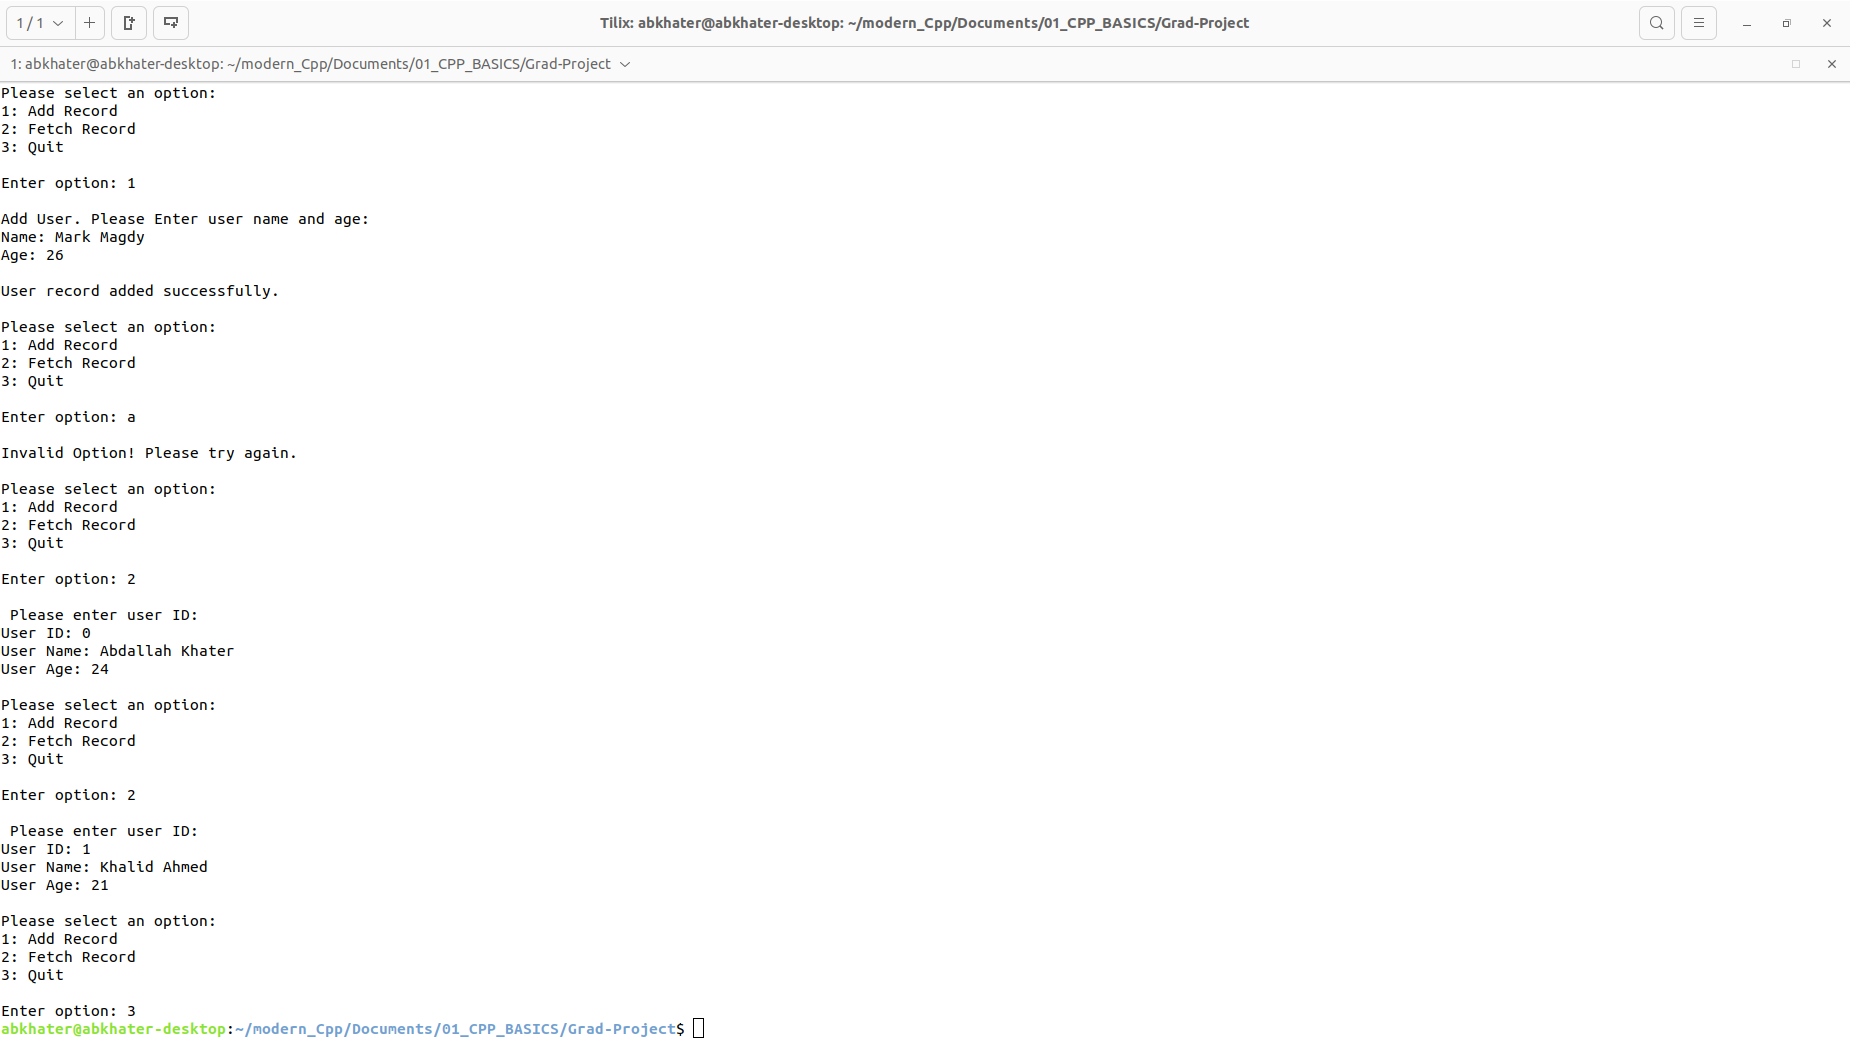 1 / 1
Tilix: abkhater@abkhater-desktop: ~/modern_Cpp/Documents/01_CPP_BASICS/Grad-Project
1: abkhater@abkhater-desktop: ~/modern_Cpp/Documents/01_CPP_BASICS/Grad-Project
Please select an option:
1: Add Record
2: Fetch Record
3: Quit
Enter option: 1
Add User. Please Enter user name and age:
Name: Mark Magdy
Age: 26
User record added successfully.
Please select an option:
1: Add Record
2: Fetch Record
3: Quit
Enter option: a
Invalid Option! Please try again.
Please select an option:
1: Add Record
2: Fetch Record
3: Quit
Enter option: 2
Please enter user ID:
User ID: 0
User Name: Abdallah Khater
User Age: 24
Please select an option:
1: Add Record
2: Fetch Record
3: Quit
Enter option: 2
Please enter user ID:
User ID: 1
User Name: Khalid Ahmed
User Age: 21
Please select an option:
1: Add Record
2: Fetch Record
3: Quit
Enter option: 3
abkhater@abkhater-desktop:~/modern_Cpp/Documents/01_CPP_BASICS/Grad-Project$